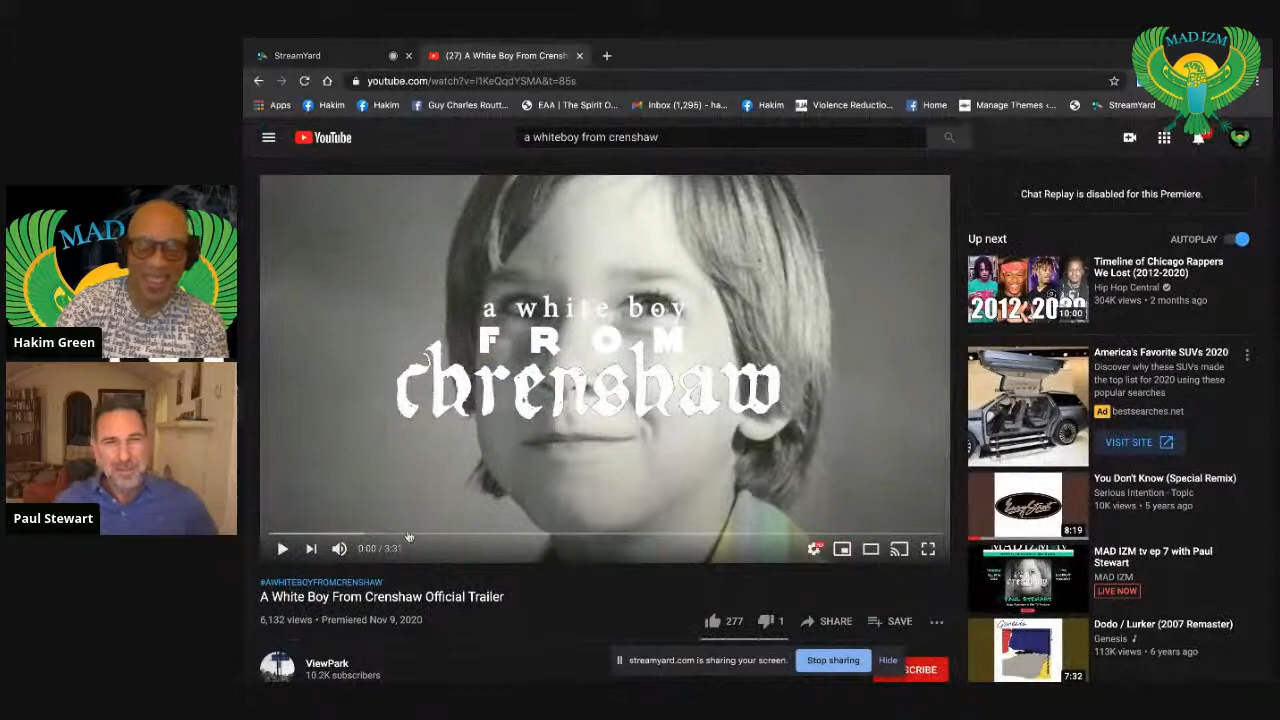 StreamYard
(27) A White Boy From Crensh
MAD IZM
youtube.com/watch?v=l1KeQqdYSMA&t=85s
Apps
Hakim
Hakim
Guy Charles Routt...
EAA | The Spirit O...
Inbox (1,295) - ha...
Hakim
Violence Reductio...
Home
Manage Themes ‹...
StreamYard
YouTube
a whiteboy from crenshaw
a white boy
FROM
chrenshaw
0:00 / 3:31
#AWHITEBOYFROMCRENSHAW
A White Boy From Crenshaw Official Trailer
6,132 views • Premiered Nov 9, 2020
277
1
SHARE
SAVE
ViewPark
10.2K subscribers
streamyard.com is sharing your screen.
Stop sharing
Hide
SCRIBE
Chat Replay is disabled for this Premiere.
Up next
AUTOPLAY
Timeline of Chicago Rappers
We Lost (2012-2020)
Hip Hop Central
304K views • 2 months ago
2012
10:00
America's Favorite SUVs 2020
Discover why these SUVs made
the top list for 2020 using these
popular searches
Ad bestsearches.net
VISIT SITE
You Don't Know (Special Remix)
Serious Intention - Topic
10K views • 5 years ago
8:19
MAD IZM tv ep 7 with Paul
Stewart
MAD IZM
LIVE NOW
PAUL STEWART
Dodo / Lurker (2007 Remaster)
Genesis
113K views • 6 years ago
7:32
MAD
Hakim Green
Paul Stewart